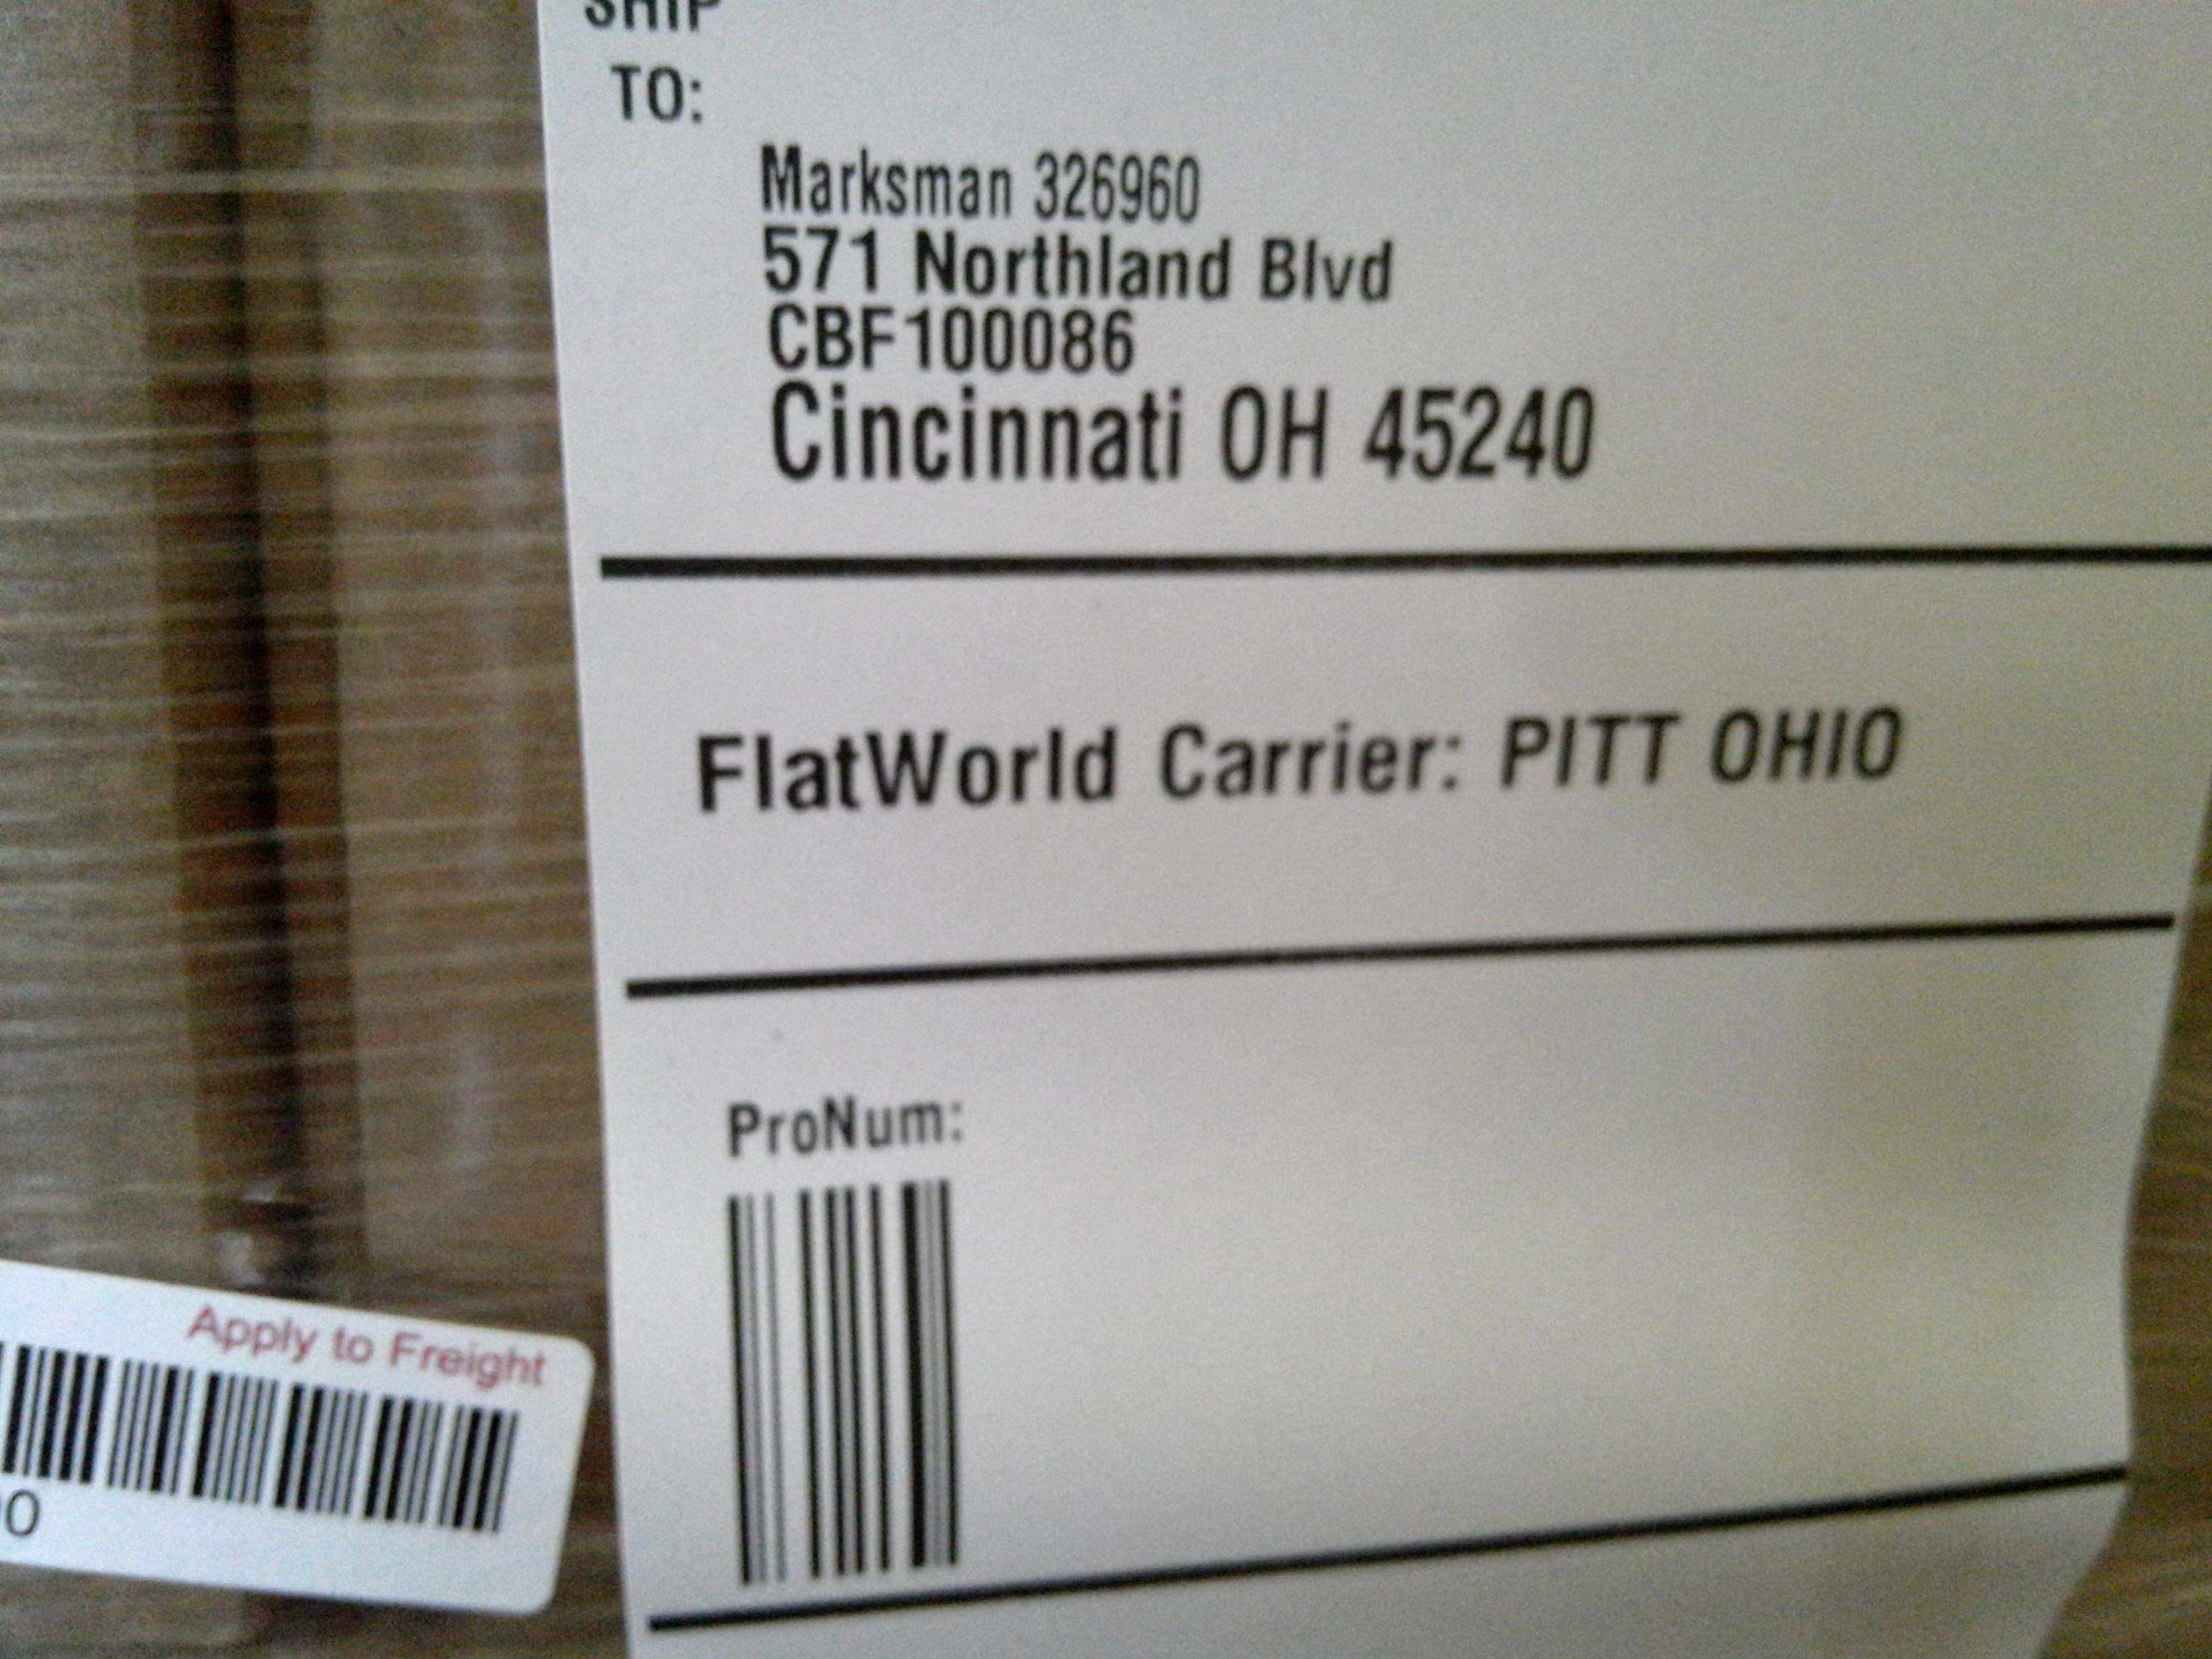 SHIP
TO:
Marksman 326960
571 Northland Blvd
CBF100086
Cincinnati OH 45240
FlatWorld Carrier: PITT OHIO
ProNum:
Apply to Freight